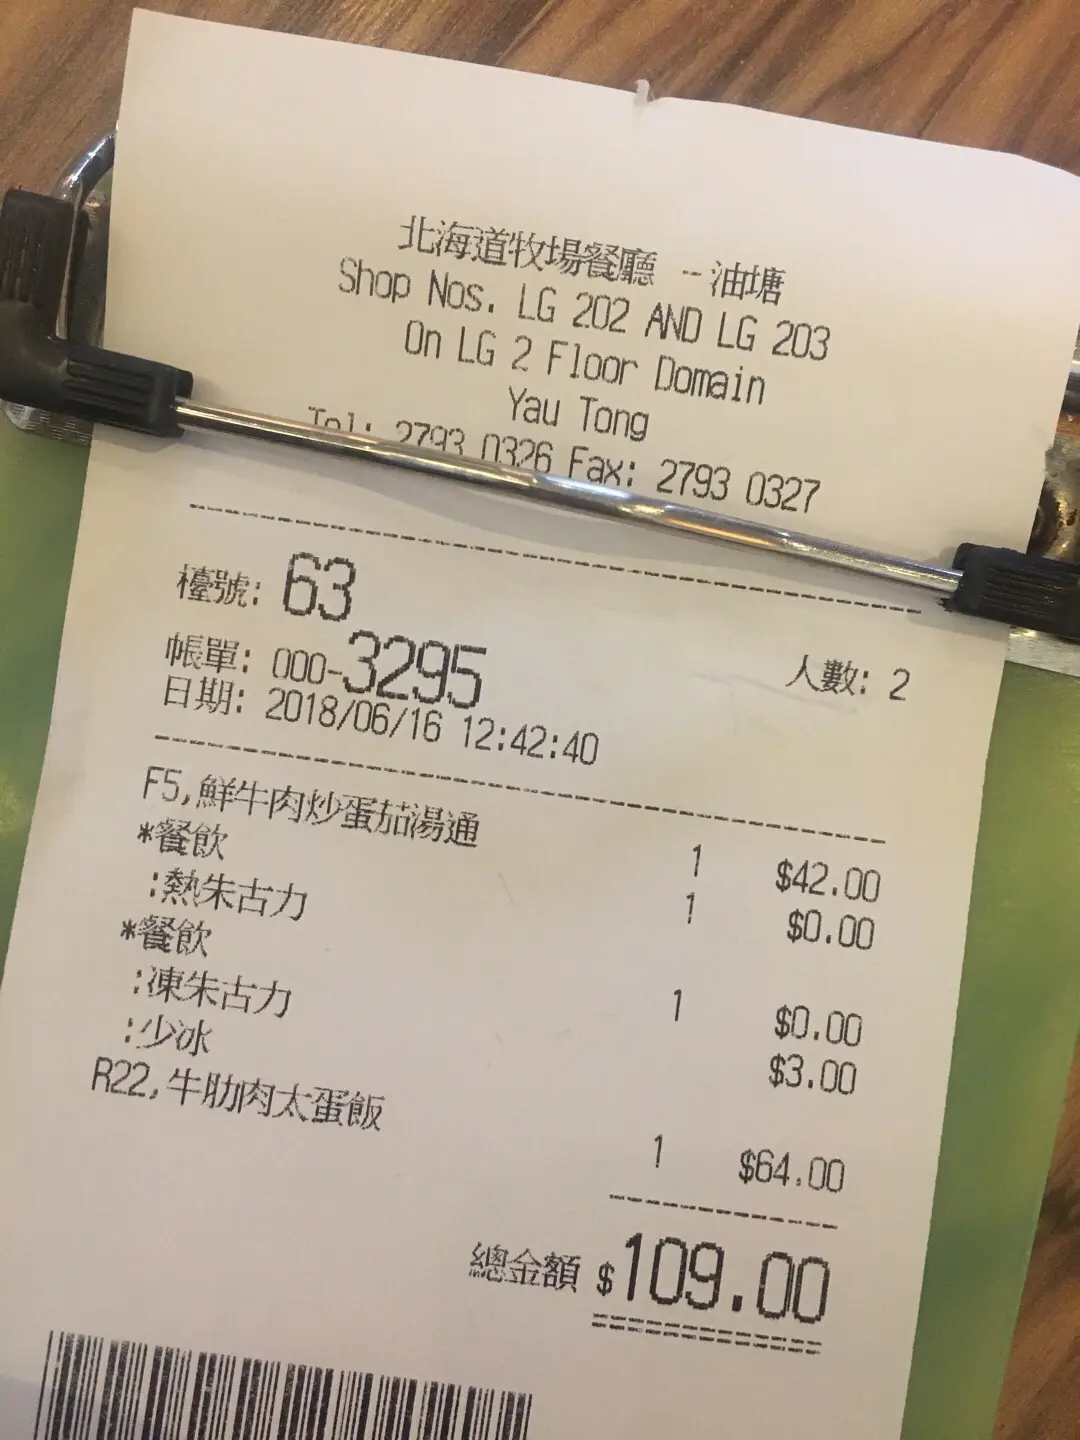 北海道牧場餐廳 -油塘
Shop Nos. LG 202 AND LG 203
On LG 2 Floor Domain
Yau Tong
Tel: 2793 0326 Fax: 2793 0327
檯號: 63
帳單: 000-3295 人數: 2
日期: 2018/06/16 12:42:40
F5,鮮牛肉炒蛋茄湯通
1 $42.00
*餐飲 1 $0.00
:熱朱古力
*餐飲 1 $0.00
:凍朱古力 $3.00
:少冰
R22,牛肋肉太蛋飯
1 $64.00
總金額 $109.00